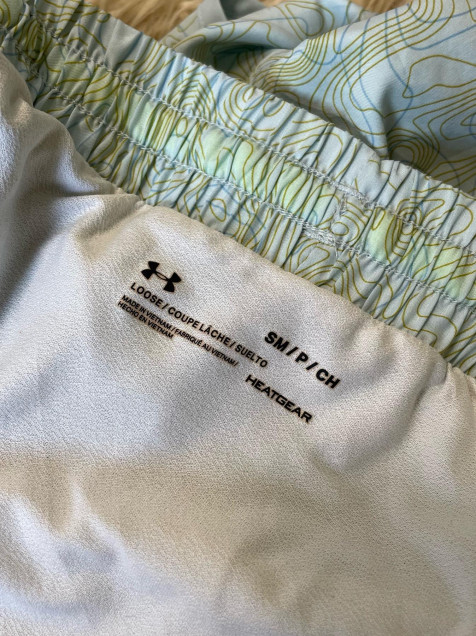 LOOSE / COUPE LÂCHE / SUELTO
MADE IN VIETNAM / FABRIQUÉ AU VIETNAM /
HECHO EN VIETNAM
SM / P / CH
HEATGEAR